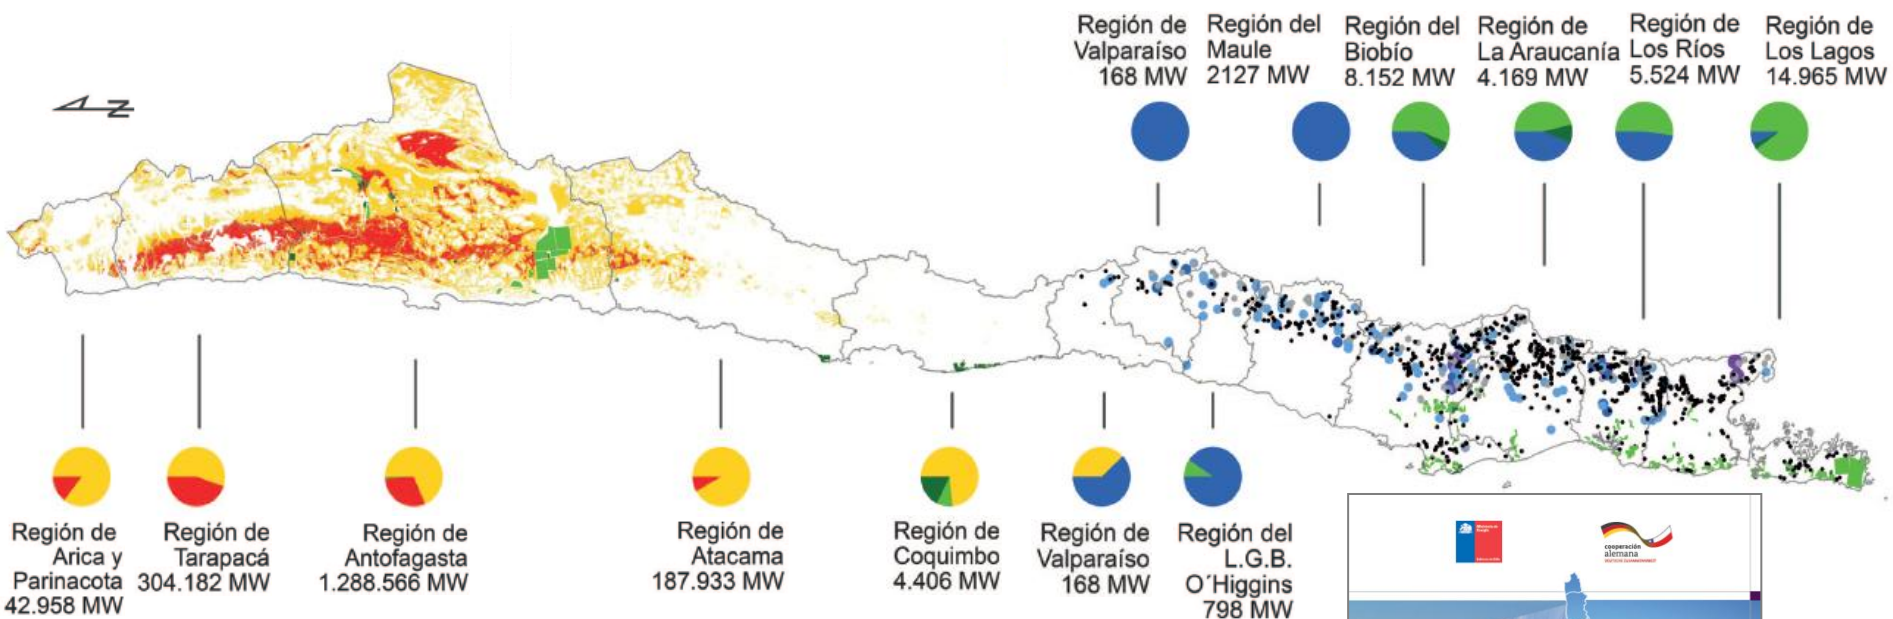 Región de
Valparaíso
168 MW
Región del
Maule
2127 MW
Región del
Biobío
8.152 MW
Región de
La Araucanía
4.169 MW
Región de
Los Ríos
5.524 MW
Región de
Los Lagos
14.965 MW
Z
Región de
Arica y
Parinacota
42.958 MW
Región de
Tarapacá
304.182 MW
Región de
Antofagasta
1.288.566 MW
Región de
Atacama
187.933 MW
Región de
Coquimbo
4.406 MW
Región de
Valparaíso
168 MW
Región del
L.G.B.
O´Higgins
798 MW
cooperación
alemana